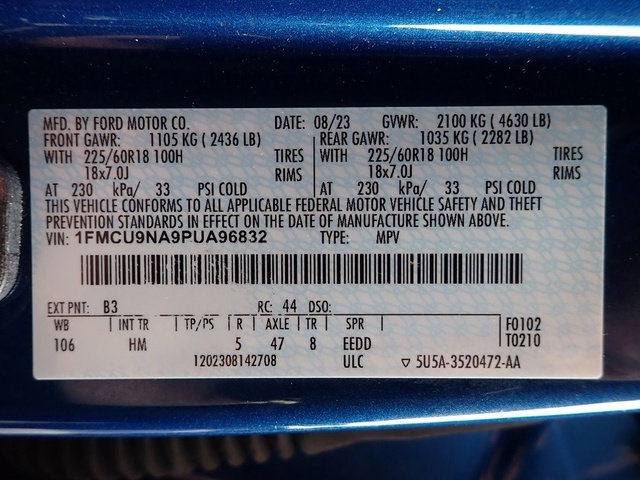 MFD. BY FORD MOTOR CO. DATE: 08/23 GVWR: 2100 KG ( 4630 LB)
FRONT GAWR: 1105 KG ( 2436 LB) REAR GAWR: 1035 KG ( 2282 LB)
WITH 225/60R18 100H TIRES WITH 225/60R18 100H TIRES
18x7.0J RIMS 18x7.0J RIMS
AT 230 kPa/ 33 PSI COLD AT 230 kPa/ 33 PSI COLD
THIS VEHICLE CONFORMS TO ALL APPLICABLE FEDERAL MOTOR VEHICLE SAFETY AND THEFT
PREVENTION STANDARDS IN EFFECT ON THE DATE OF MANUFACTURE SHOWN ABOVE.
VIN: 1FMCU9NA9PUA96832 TYPE: MPV
EXT PNT: B3 RC: 44 DSO:
WB INT TR TP/PS R AXLE TR SPR F0102
106 HM 5 47 8 EEDD T0210
1202308142708 ULC ▽ 5U5A-3520472-AA